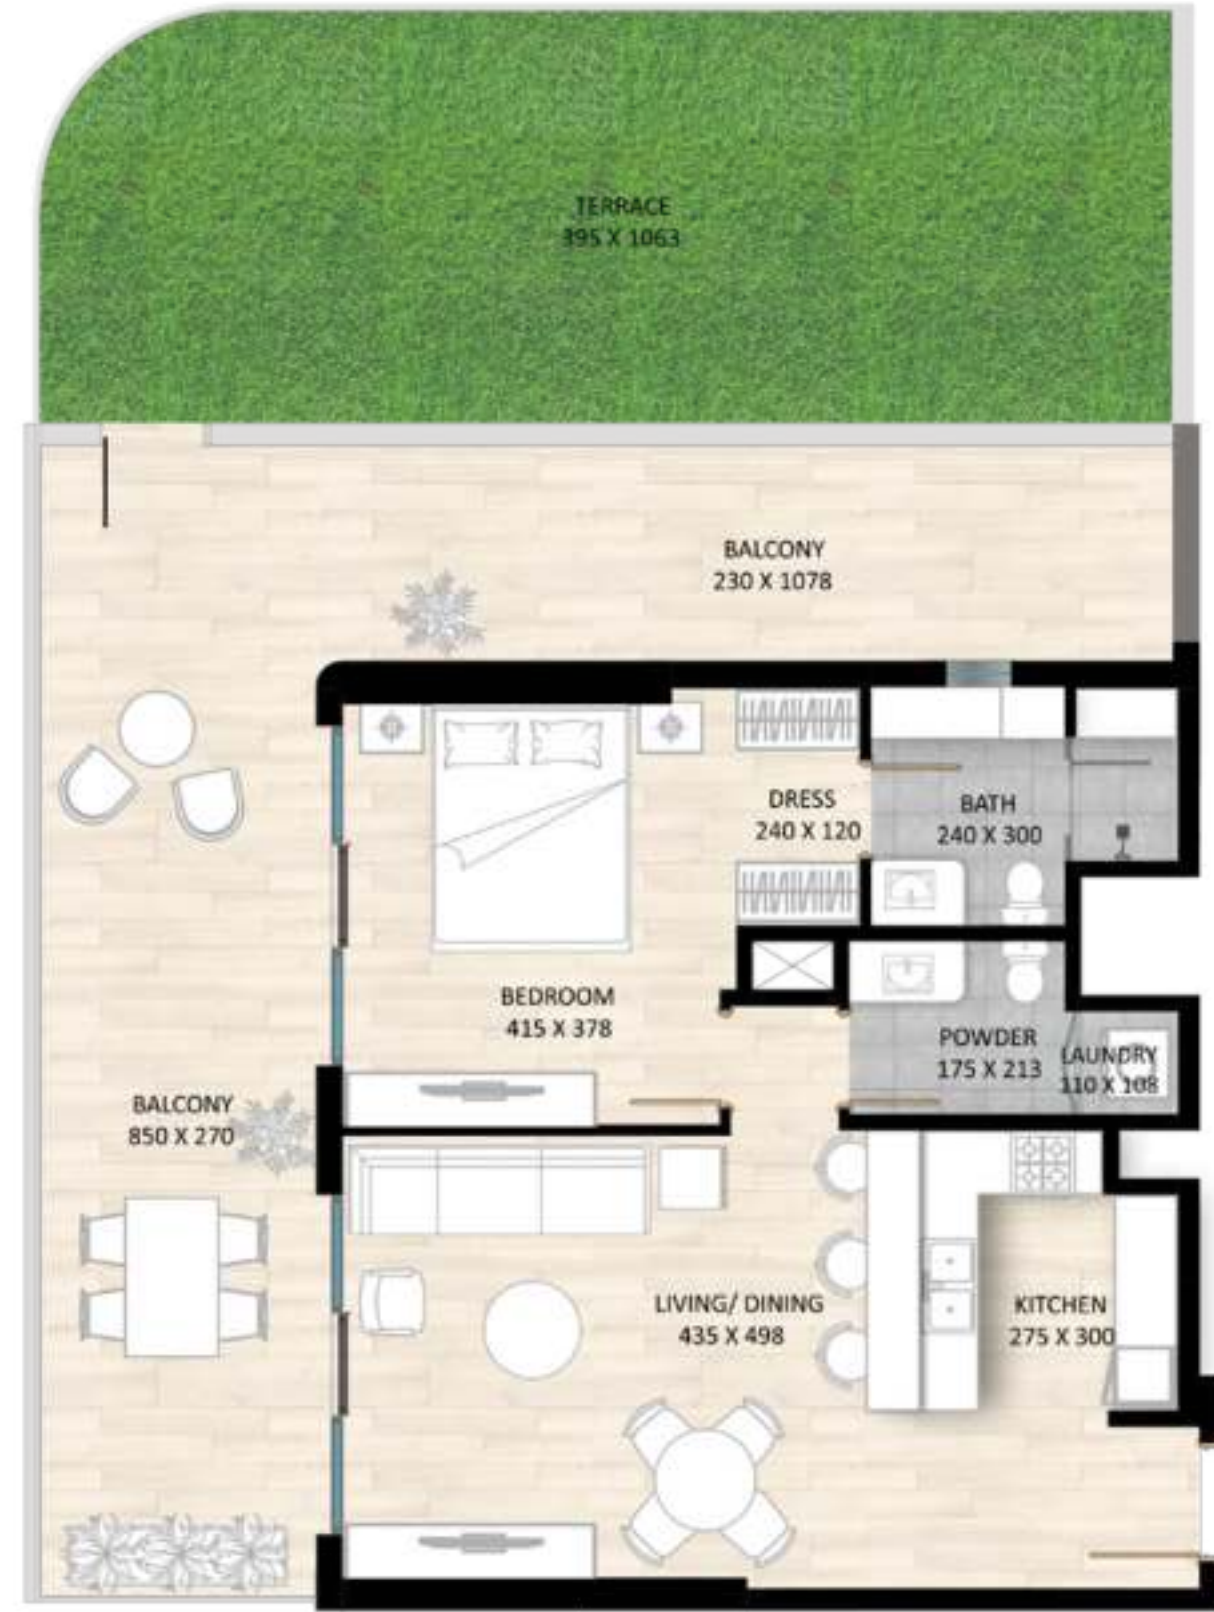 TERRACE
395 X 1063
BALCONY
230 X 1078
DRESS
240 X 120
BATH
240 X 300
BEDROOM
415 X 378
POWDER
175 X 213
LAUNDRY
110 X 108
BALCONY
850 X 270
LIVING/ DINING
435 X 498
KITCHEN
275 X 300